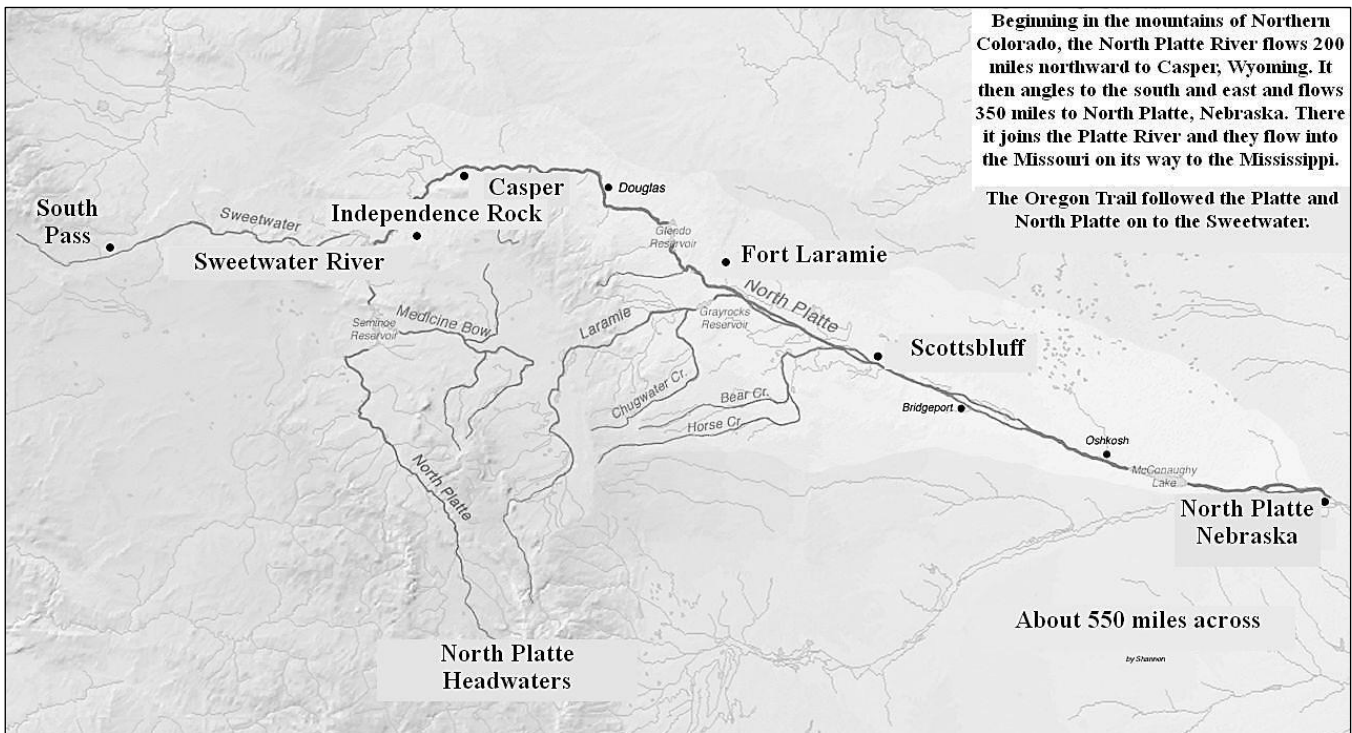 Beginning in the mountains of Northern
Colorado, the North Platte River flows 200
miles northward to Casper, Wyoming. It
then angles to the south and east and flows
350 miles to North Platte, Nebraska. There
it joins the Platte River and they flow into
the Missouri on its way to the Mississippi.
The Oregon Trail followed the Platte and
North Platte on to the Sweetwater.
Casper
Douglas
South
Pass
Sweetwater
Independence Rock
Sweetwater River
Glendo
Reservoir
Fort Laramie
North Platte
Medicine Bow
Seminoe
Reservoir
Laramie
Grayrocks
Reservoir
Scottsbluff
Chugwater Cr.
Bear Cr.
Horse Cr.
Bridgeport
Oshkosh
McConaughy
Lake
North Platte
North Platte
Nebraska
About 550 miles across
North Platte
Headwaters
by Shannon